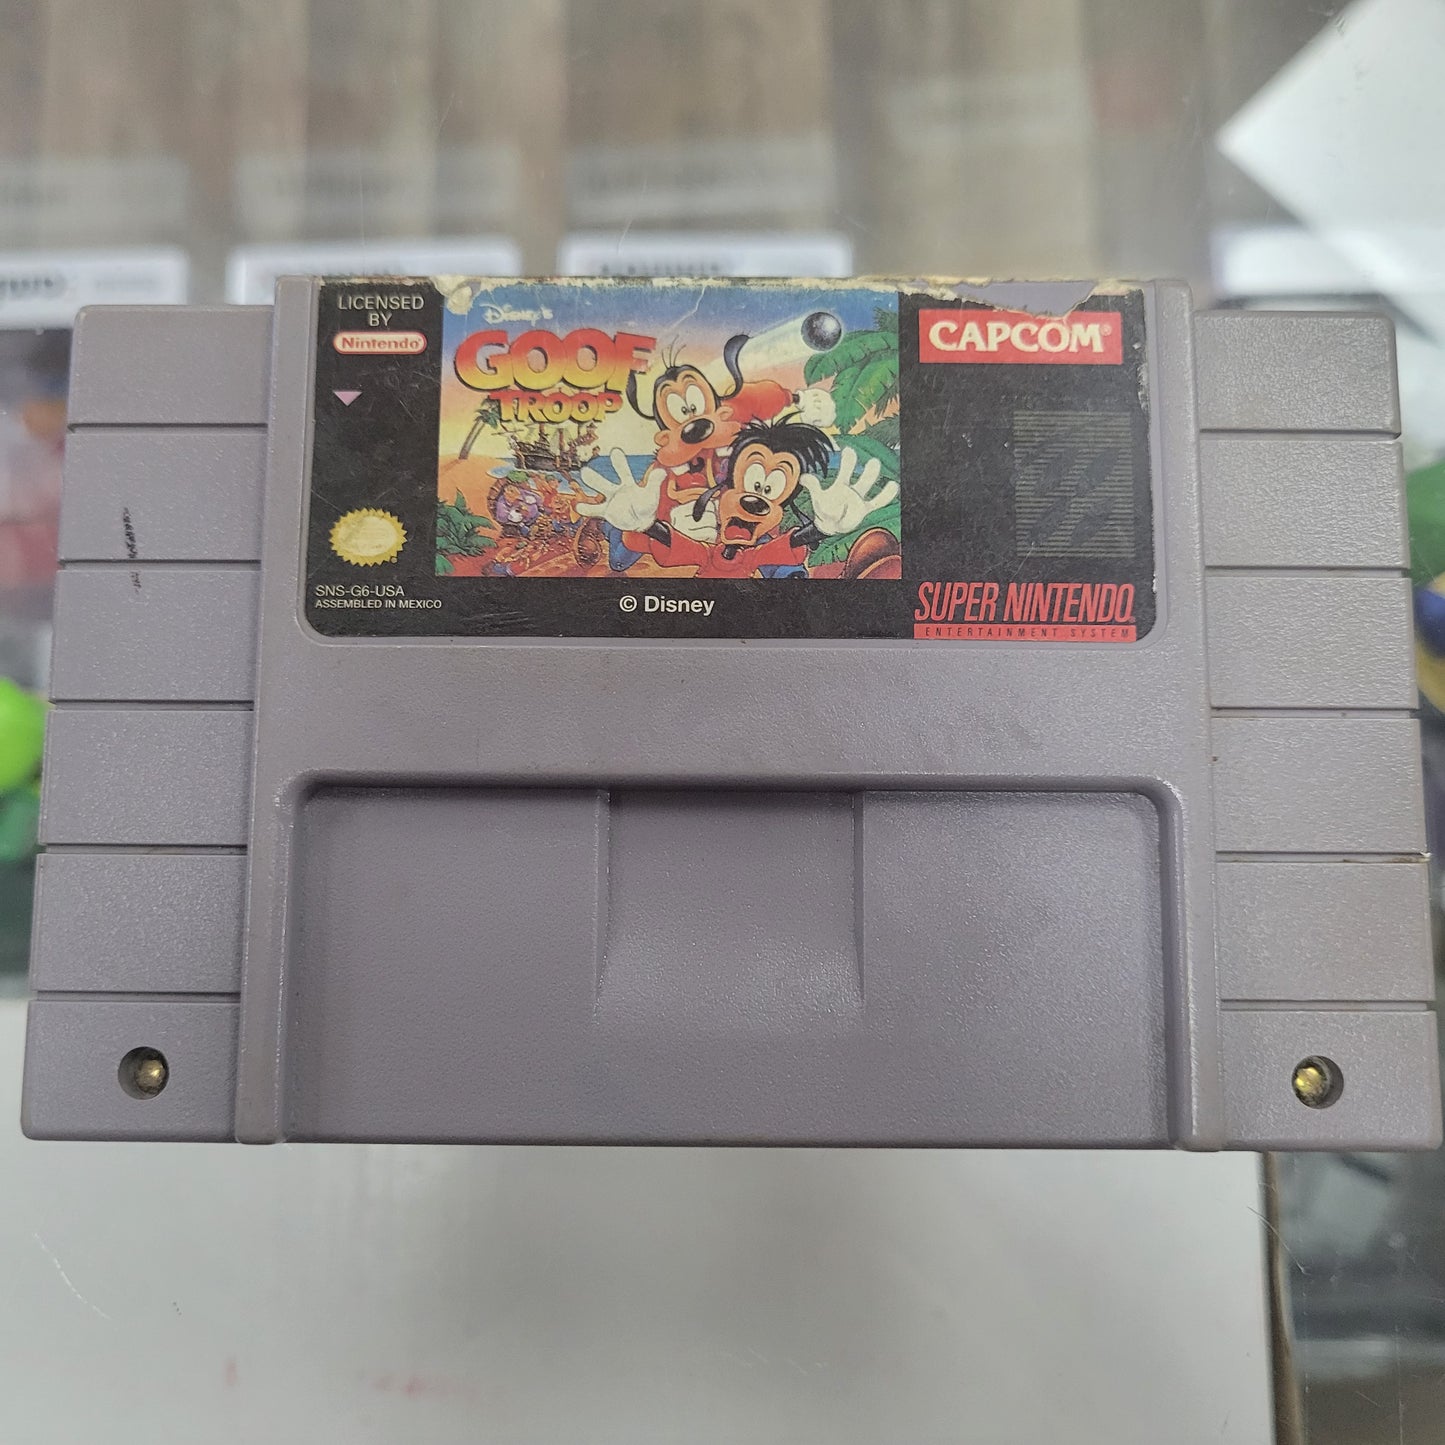 LICENSED
BY
Nintendo®
Disney's
GOOF
TROOP
CAPCOM®
SNS-G6-USA
ASSEMBLED IN MEXICO
© Disney
SUPER NINTENDO
ENTERTAINMENT SYSTEM